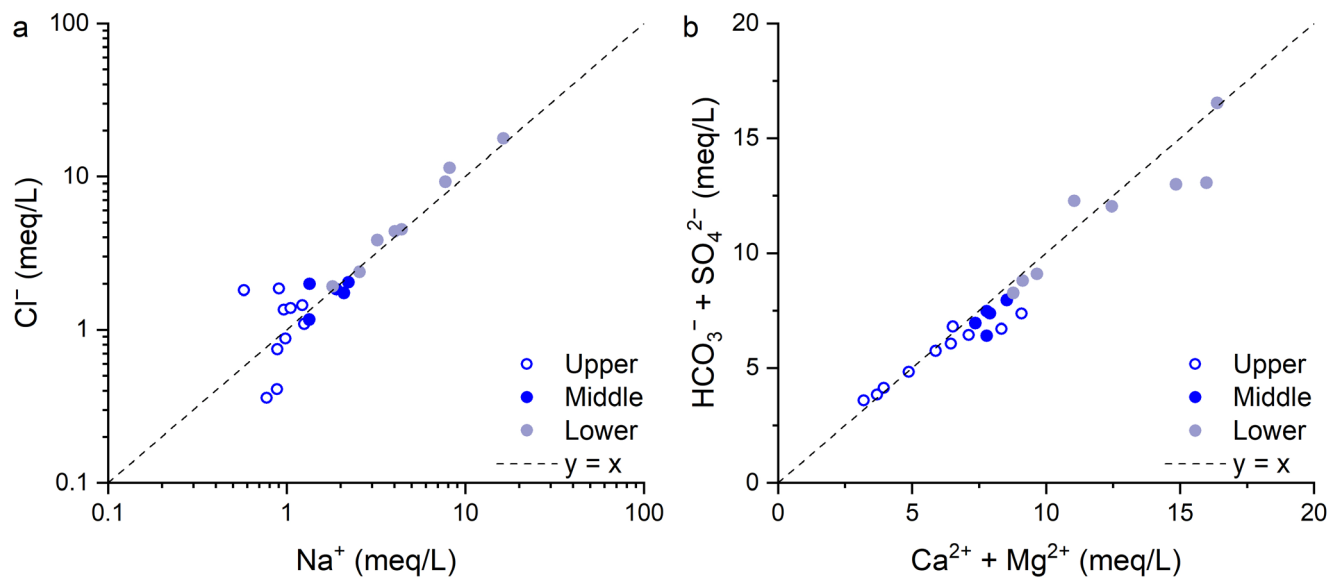 a
100
10
1
0.1
Cl⁻ (meq/L)
Upper
Middle
Lower
y = x
0.1
1
10
100
Na⁺ (meq/L)
b
20
15
10
5
0
HCO₃⁻ + SO₄²⁻ (meq/L)
Upper
Middle
Lower
y = x
0
5
10
15
20
Ca²⁺ + Mg²⁺ (meq/L)